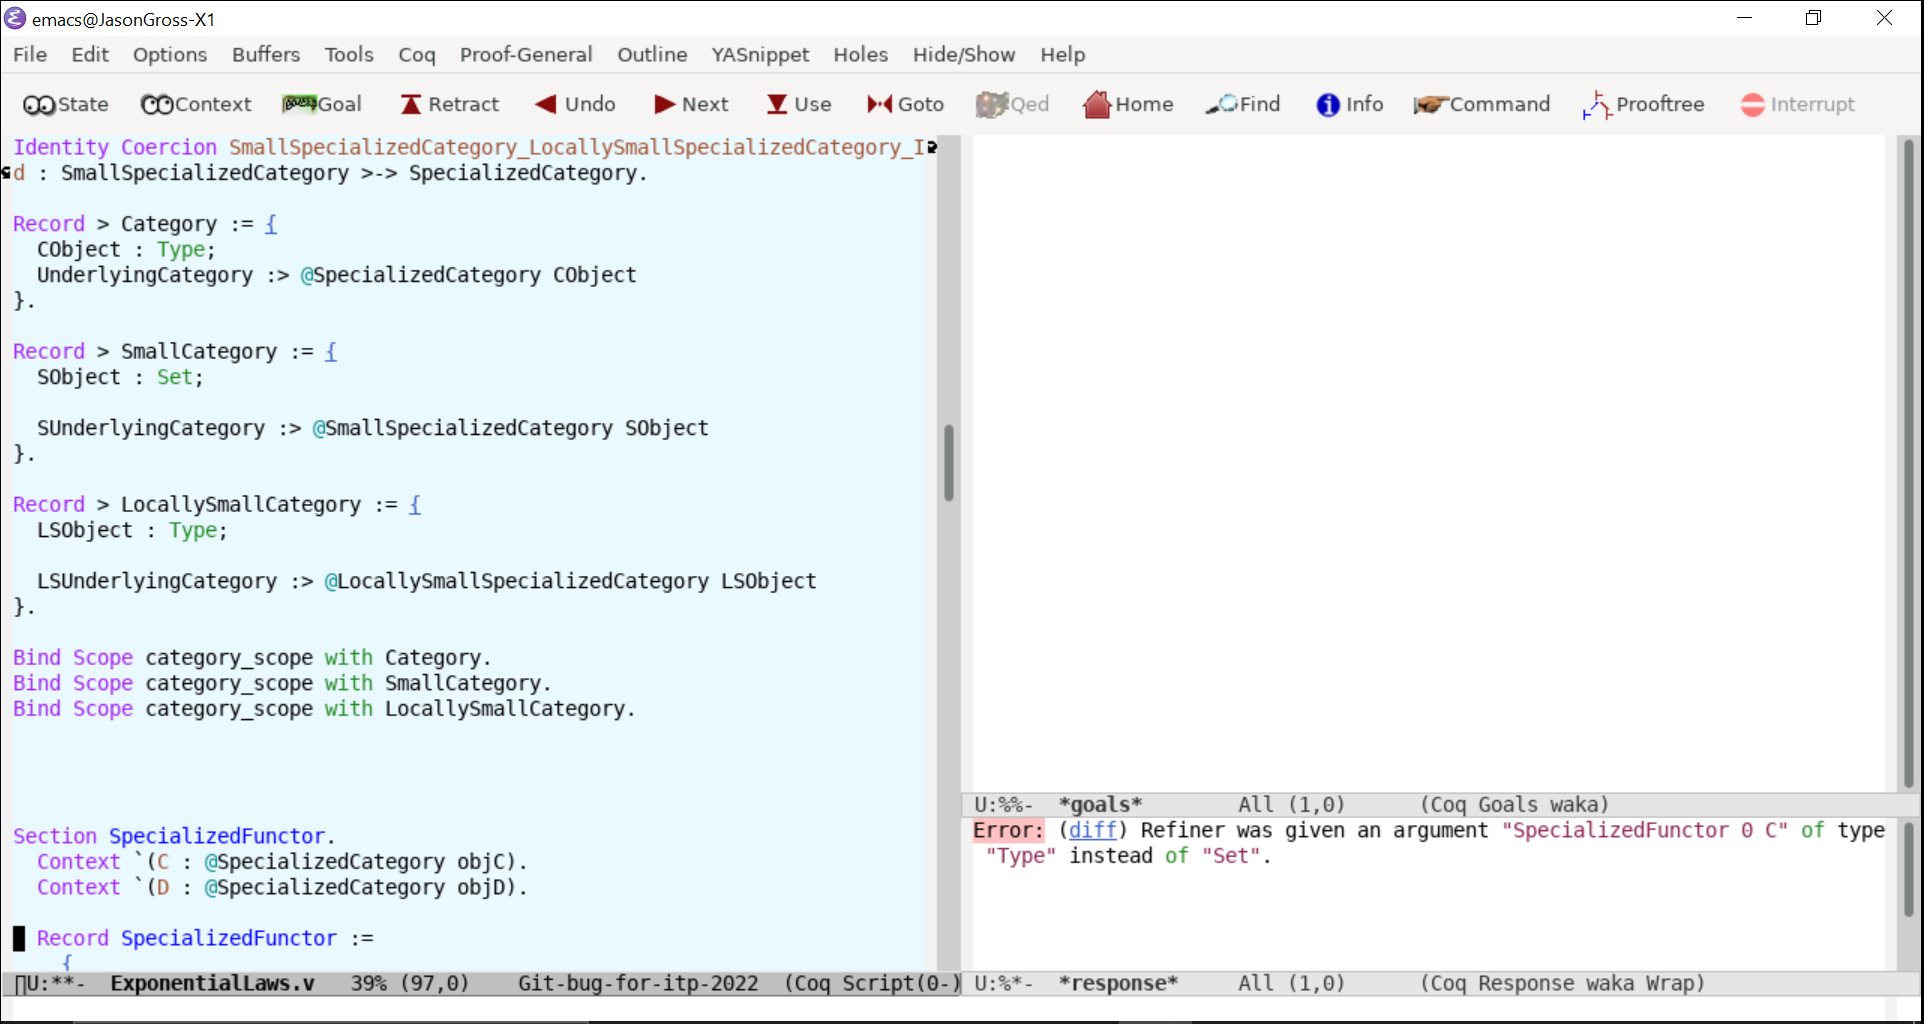 emacs@JasonGross-X1
File Edit Options Buffers Tools Coq Proof-General Outline YASnippet Holes Hide/Show Help
State Context Goal Retract Undo Next Use Goto Qed Home Find Info Command Prooftree Interrupt
Identity Coercion SmallSpecializedCategory_LocallySmallSpecializedCategory_I
d : SmallSpecializedCategory >-> SpecializedCategory.
Record > Category := {
  CObject : Type;
  UnderlyingCategory :> @SpecializedCategory CObject
}.
Record > SmallCategory := {
  SObject : Set;
  SUnderlyingCategory :> @SmallSpecializedCategory SObject
}.
Record > LocallySmallCategory := {
  LSObject : Type;
  LSUnderlyingCategory :> @LocallySmallSpecializedCategory LSObject
}.
Bind Scope category_scope with Category.
Bind Scope category_scope with SmallCategory.
Bind Scope category_scope with LocallySmallCategory.
Section SpecializedFunctor.
  Context `(C : @SpecializedCategory objC).
  Context `(D : @SpecializedCategory objD).
  Record SpecializedFunctor :=
    {
U:**-  ExponentialLaws.v   39% (97,0)    Git-bug-for-itp-2022  (Coq Script(0-)
U:%%-  *goals*        All (1,0)      (Coq Goals waka)
Error: (diff) Refiner was given an argument "SpecializedFunctor 0 C" of type
 "Type" instead of "Set".
U:%*-  *response*     All (1,0)      (Coq Response waka Wrap)